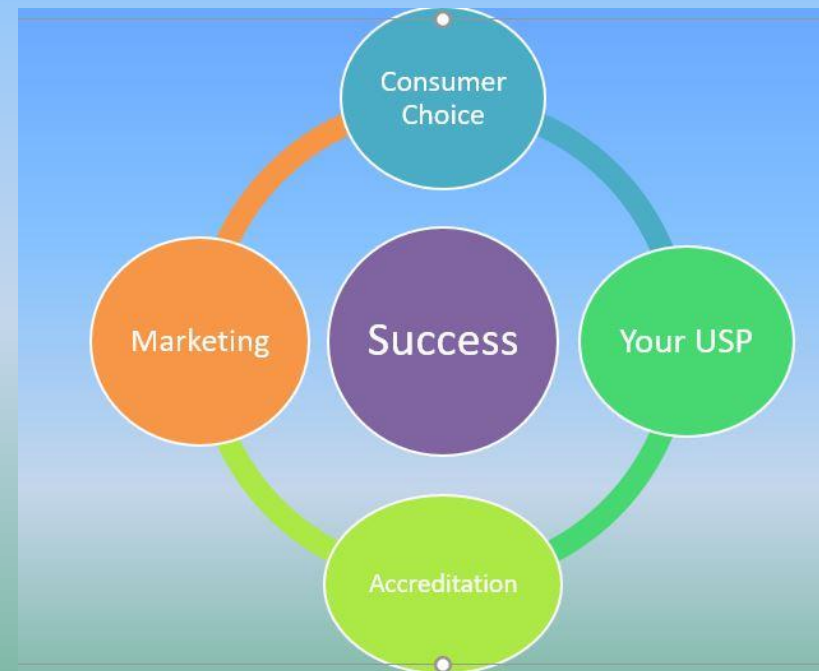 Consumer
Choice
Marketing
Success
Your USP
Accreditation